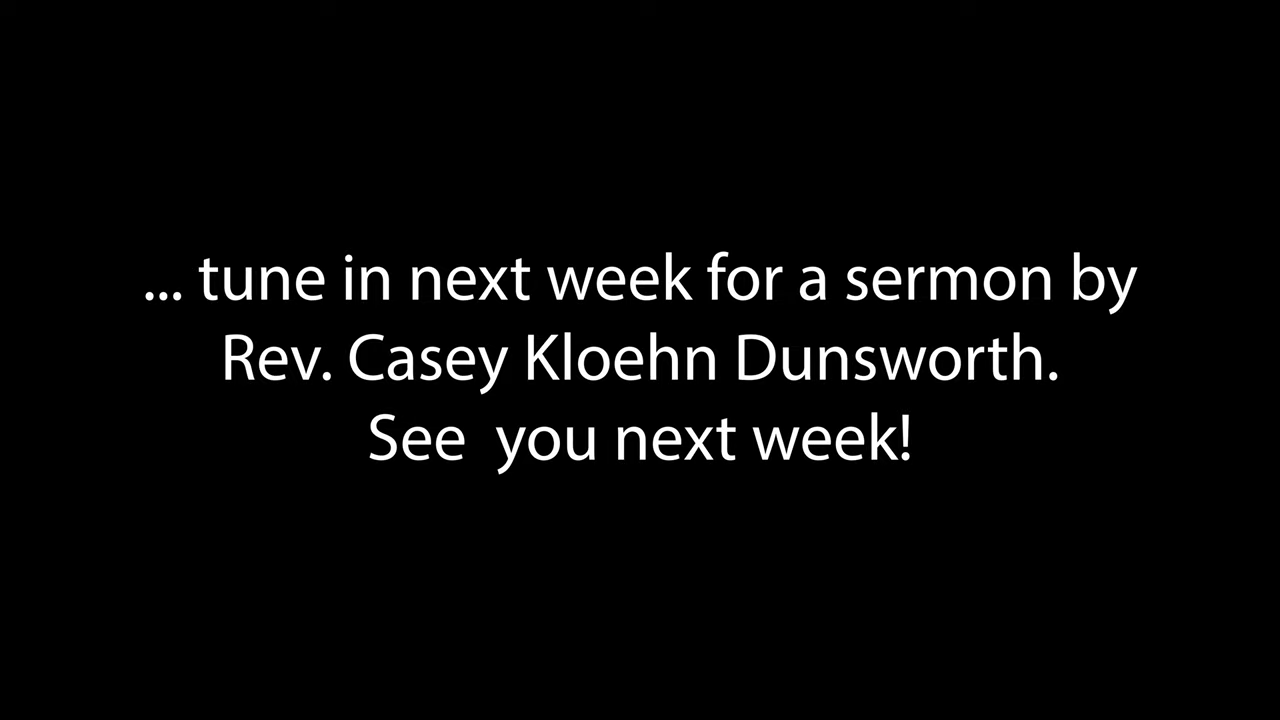 ... tune in next week for a sermon by
Rev. Casey Kloehn Dunsworth.
See  you next week!